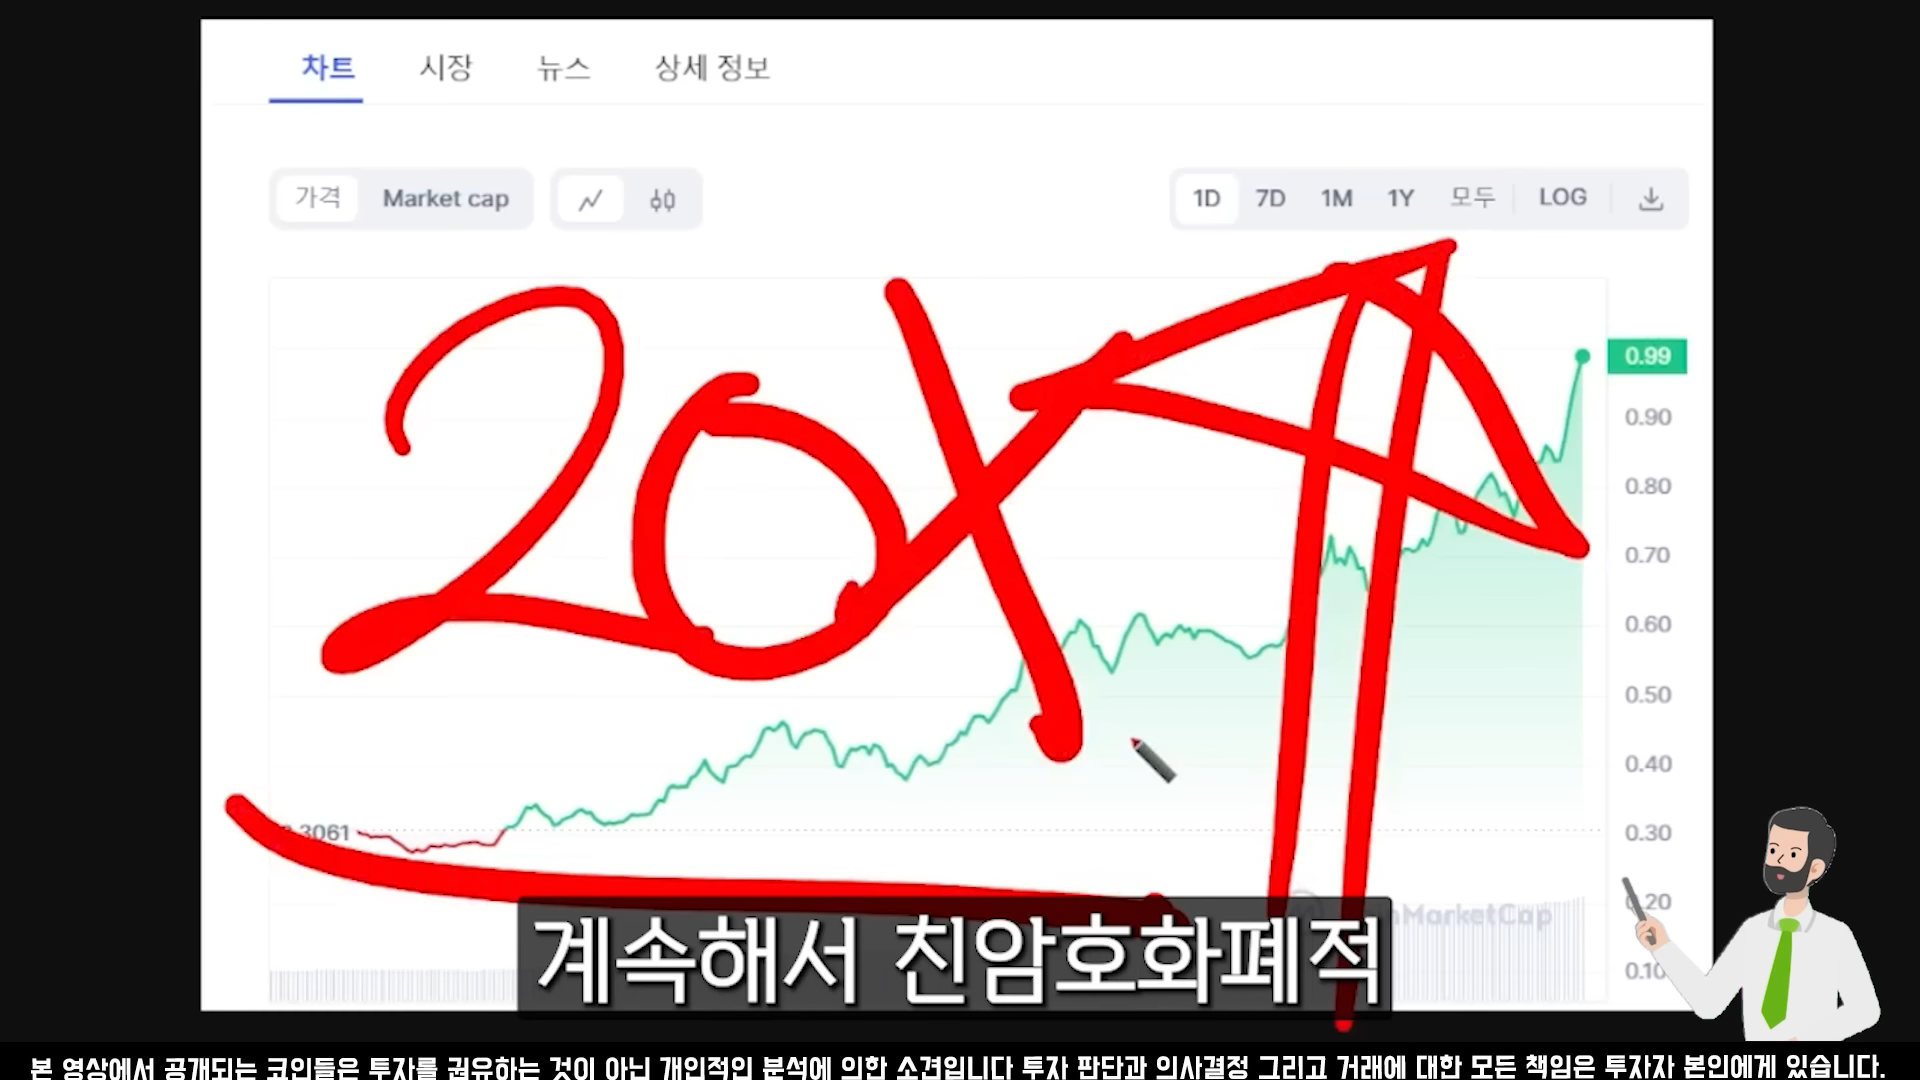 차트 시장 뉴스 상세 정보
가격 Market cap 1D 7D 1M 1Y 모두 LOG
20X
0.99
0.90
0.80
0.70
0.60
0.50
0.40
0.30
계속해서 친암호화폐적
본 영상에서 공개되는 코인들은 투자를 권유하는 것이 아닌 개인적인 분석에 의한 소견입니다 투자 판단과 의사결정 그리고 거래에 대한 모든 책임은 투자자 본인에게 있습니다.